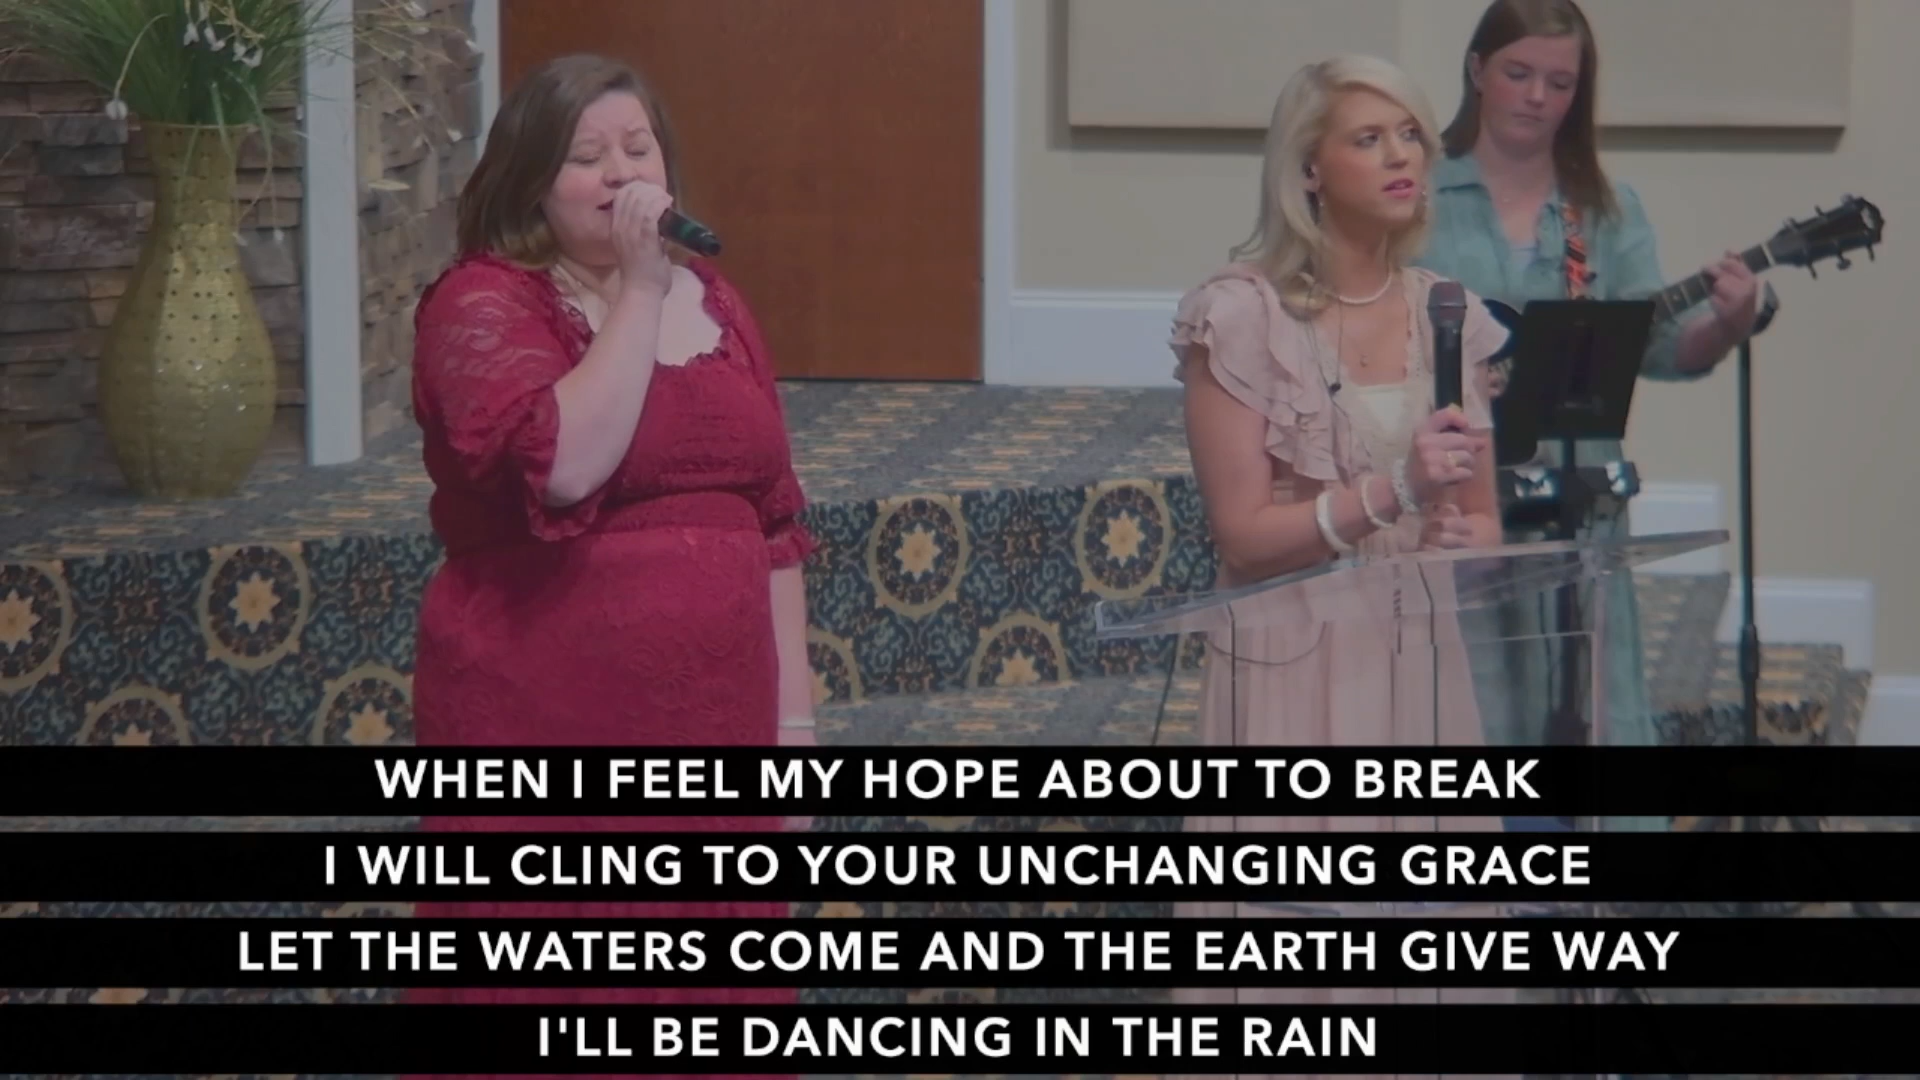 WHEN I FEEL MY HOPE ABOUT TO BREAK
I WILL CLING TO YOUR UNCHANGING GRACE
LET THE WATERS COME AND THE EARTH GIVE WAY
I'LL BE DANCING IN THE RAIN